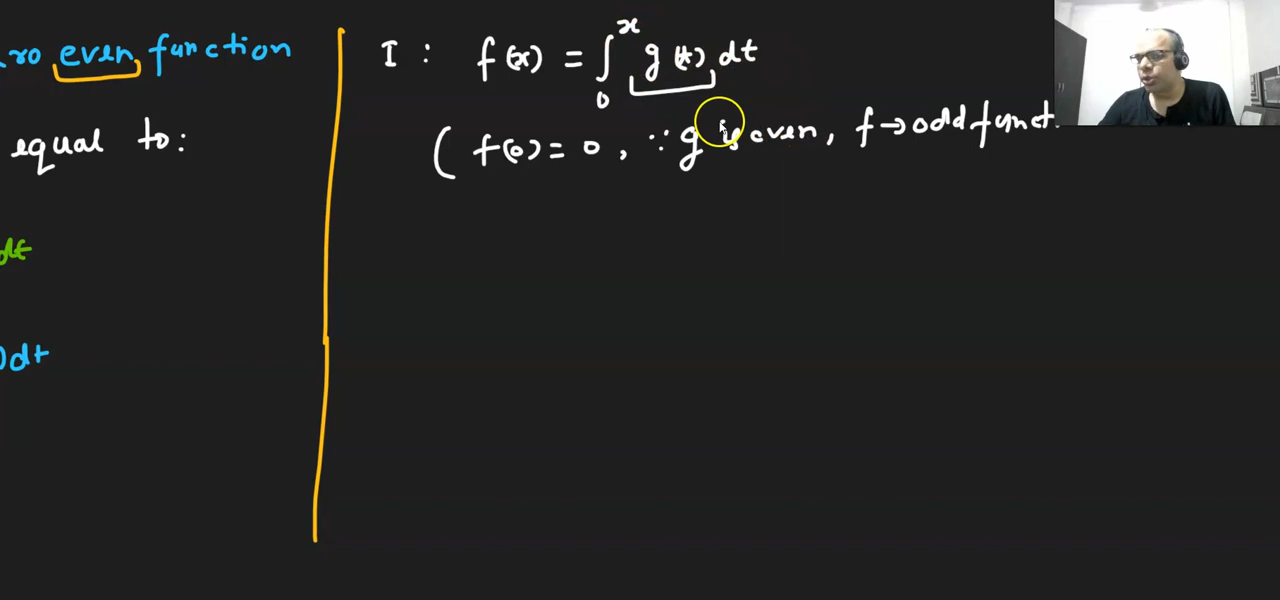 ro even function
equal to:
dt
)dt
I : f(x) = ∫₀ˣ g(t) dt
( f(0) = 0 , ∵ g is even, f → odd funct